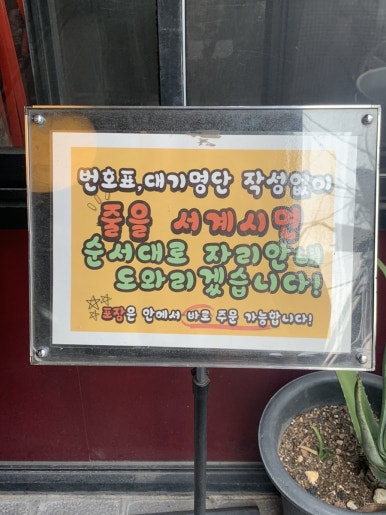 번호표,대기명단 작성없이
줄을 서계시면
순서대로 자리안내
도와리겠습니다!
포장은 안에서 바로 주문 가능합니다!